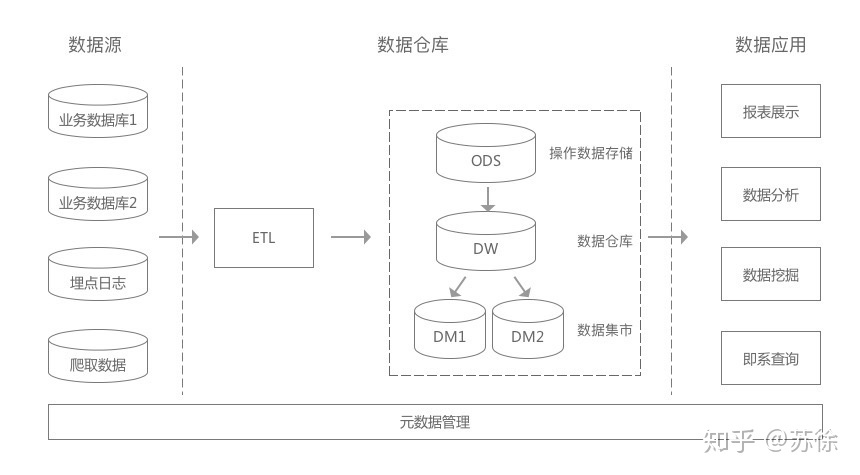 数据源
数据仓库
数据应用
业务数据库1
业务数据库2
埋点日志
爬取数据
ETL
ODS
操作数据存储
DW
数据仓库
DM1
DM2
数据集市
报表展示
数据分析
数据挖掘
即系查询
元数据管理
知乎 @苏徐